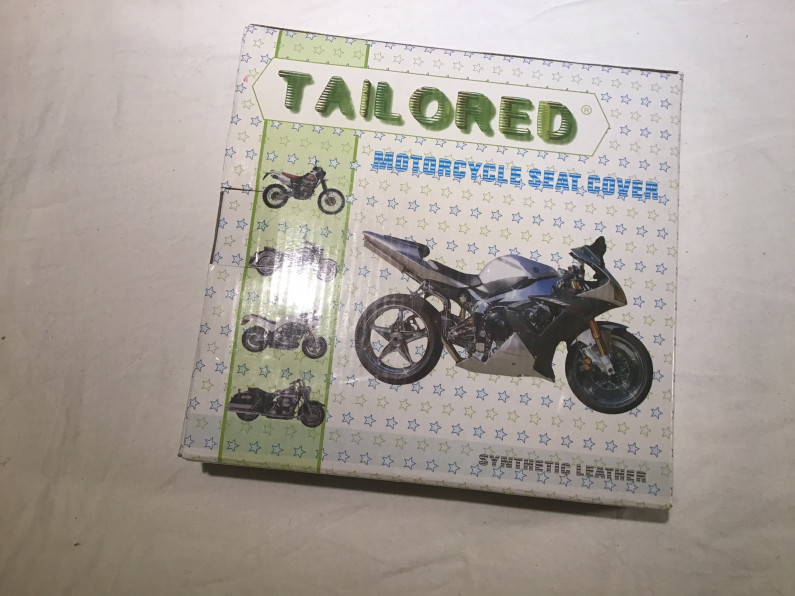 TAILORED®
MOTORCYCLE SEAT COVER
SYNTHETIC LEATHER